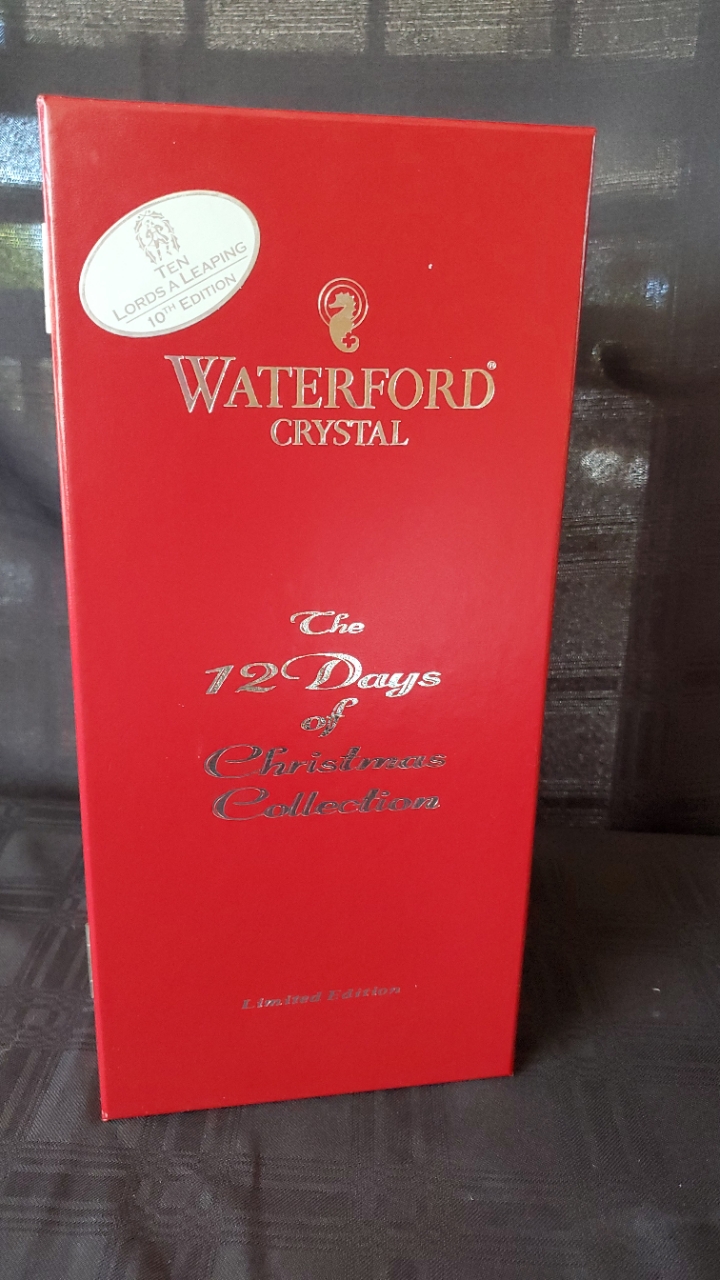 TEN
LORDS A LEAPING
10TH EDITION
WATERFORD®
CRYSTAL
The
12 Days
of
Christmas
Collection
Limited Edition